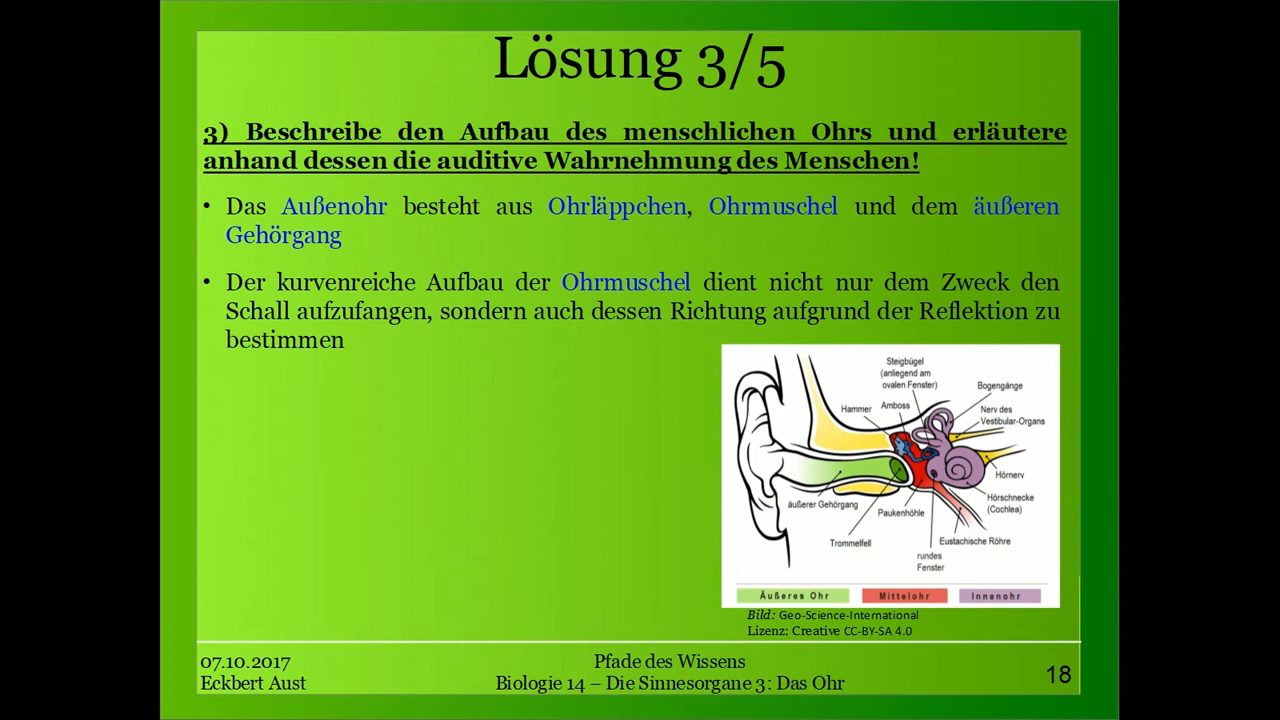 Lösung 3/5
3) Beschreibe den Aufbau des menschlichen Ohrs und erläutere
anhand dessen die auditive Wahrnehmung des Menschen!
• Das Außenohr besteht aus Ohrläppchen, Ohrmuschel und dem äußeren
Gehörgang
• Der kurvenreiche Aufbau der Ohrmuschel dient nicht nur dem Zweck den
Schall aufzufangen, sondern auch dessen Richtung aufgrund der Reflektion zu
bestimmen
Steigbügel
(anliegend am
ovalen Fenster)
Bogengänge
Hammer
Amboss
Nerv des
Vestibular-Organs
Hörnerv
Hörschnecke
(Cochlea)
äußerer Gehörgang
Paukenhöhle
Trommelfell
Eustachische Röhre
rundes
Fenster
Äußeres Ohr
Mittelohr
Innenohr
Bild: Geo-Science-International
Lizenz: Creative CC-BY-SA 4.0
07.10.2017
Eckbert Aust
Pfade des Wissens
Biologie 14 – Die Sinnesorgane 3: Das Ohr
18